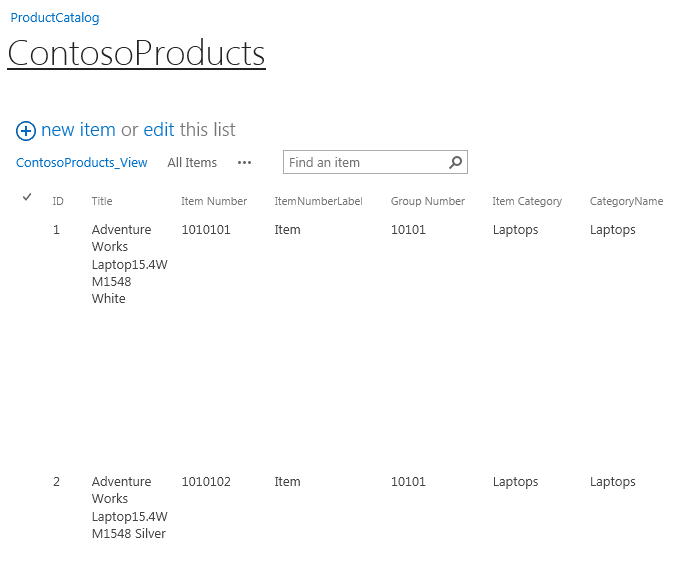 ProductCatalog
ContosoProducts
new item or edit this list
ContosoProducts_View All Items ••• Find an item
ID Title Item Number ItemNumberLabel Group Number Item Category CategoryName
1 Adventure 1010101 Item 10101 Laptops Laptops
Works
Laptop15.4W
M1548
White
2 Adventure 1010102 Item 10101 Laptops Laptops
Works
Laptop15.4W
M1548 Silver